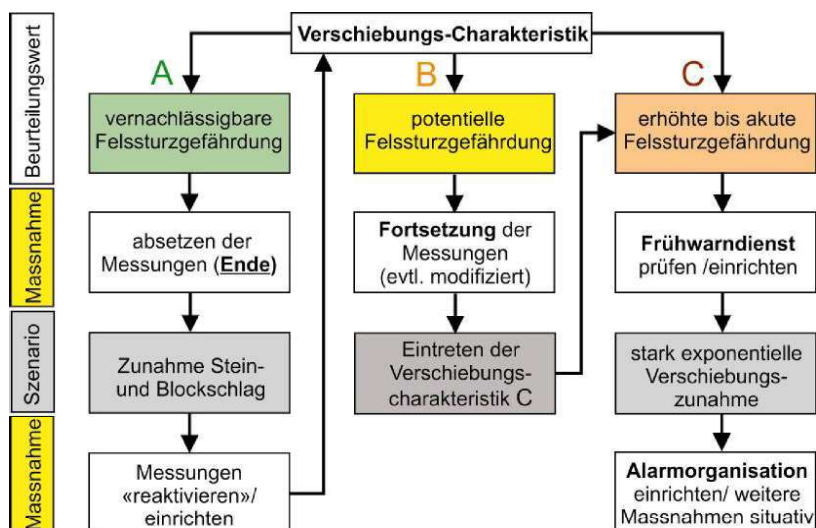 Verschiebungs-Charakteristik
A
B
C
Beurteilungswert
vernachlässigbare
Felssturzgefährdung
potentielle
Felssturzgefährdung
erhöhte bis akute
Felssturzgefährdung
Massnahme
absetzen der
Messungen (Ende)
Fortsetzung der
Messungen
(evtl. modifiziert)
Frühwarndienst
prüfen /einrichten
Szenario
Zunahme Stein-
und Blockschlag
Eintreten der
Verschiebungs-
charakteristik C
stark exponentielle
Verschiebungs-
zunahme
Massnahme
Messungen
«reaktivieren»/
einrichten
Alarmorganisation
einrichten/ weitere
Massnahmen situativ